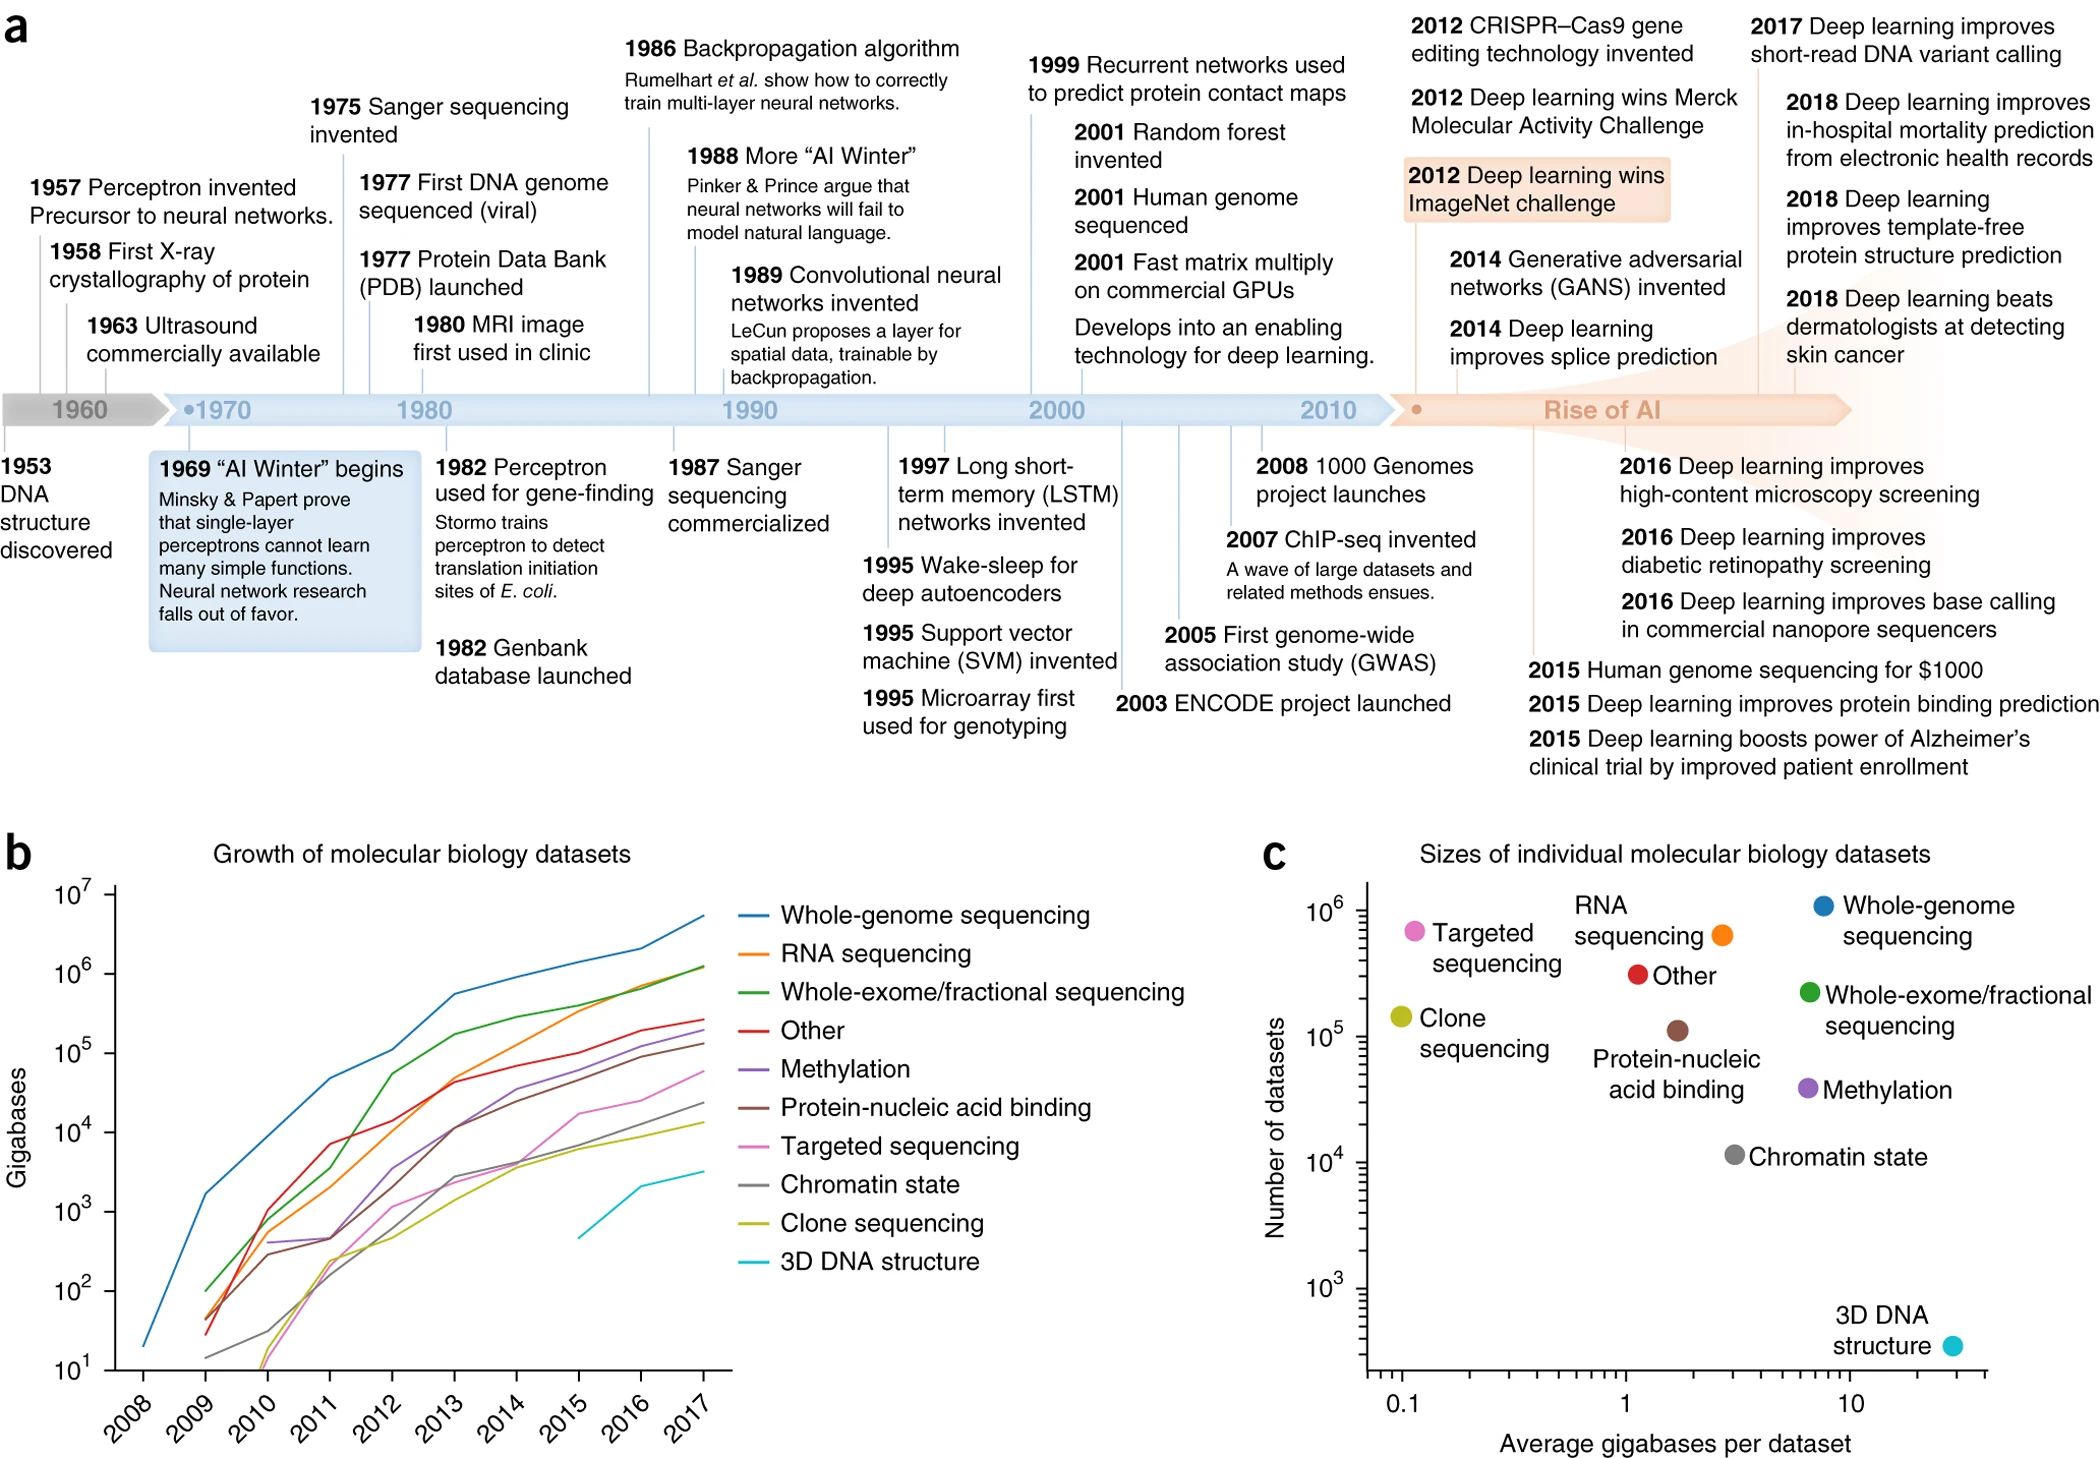 a
1957 Perceptron invented
Precursor to neural networks.
1958 First X-ray
crystallography of protein
1963 Ultrasound
commercially available
1975 Sanger sequencing
invented
1977 First DNA genome
sequenced (viral)
1977 Protein Data Bank
(PDB) launched
1980 MRI image
first used in clinic
1986 Backpropagation algorithm
Rumelhart et al. show how to correctly
train multi-layer neural networks.
1988 More “AI Winter”
Pinker & Prince argue that
neural networks will fail to
model natural language.
1989 Convolutional neural
networks invented
LeCun proposes a layer for
spatial data, trainable by
backpropagation.
1999 Recurrent networks used
to predict protein contact maps
2001 Random forest
invented
2001 Human genome
sequenced
2001 Fast matrix multiply
on commercial GPUs
Develops into an enabling
technology for deep learning.
2012 CRISPR–Cas9 gene
editing technology invented
2012 Deep learning wins Merck
Molecular Activity Challenge
2012 Deep learning wins
ImageNet challenge
2014 Generative adversarial
networks (GANS) invented
2014 Deep learning
improves splice prediction
2017 Deep learning improves
short-read DNA variant calling
2018 Deep learning improves
in-hospital mortality prediction
from electronic health records
2018 Deep learning
improves template-free
protein structure prediction
2018 Deep learning beats
dermatologists at detecting
skin cancer
1960
1970
1980
1990
2000
2010
Rise of AI
1953
DNA
structure
discovered
1969 “AI Winter” begins
Minsky & Papert prove
that single-layer
perceptrons cannot learn
many simple functions.
Neural network research
falls out of favor.
1982 Perceptron
used for gene-finding
Stormo trains
perceptron to detect
translation initiation
sites of E. coli.
1982 Genbank
database launched
1987 Sanger
sequencing
commercialized
1997 Long short-
term memory (LSTM)
networks invented
1995 Wake-sleep for
deep autoencoders
1995 Support vector
machine (SVM) invented
1995 Microarray first
used for genotyping
2008 1000 Genomes
project launches
2007 ChIP-seq invented
A wave of large datasets and
related methods ensues.
2005 First genome-wide
association study (GWAS)
2003 ENCODE project launched
2016 Deep learning improves
high-content microscopy screening
2016 Deep learning improves
diabetic retinopathy screening
2016 Deep learning improves base calling
in commercial nanopore sequencers
2015 Human genome sequencing for $1000
2015 Deep learning improves protein binding prediction
2015 Deep learning boosts power of Alzheimer’s
clinical trial by improved patient enrollment
b
Growth of molecular biology datasets
Gigabases
10^7
10^6
10^5
10^4
10^3
10^2
10^1
2008
2009
2010
2011
2012
2013
2014
2015
2016
2017
Whole-genome sequencing
RNA sequencing
Whole-exome/fractional sequencing
Other
Methylation
Protein-nucleic acid binding
Targeted sequencing
Chromatin state
Clone sequencing
3D DNA structure
c
Sizes of individual molecular biology datasets
Number of datasets
10^6
10^5
10^4
10^3
Targeted
sequencing
RNA
sequencing
Whole-genome
sequencing
Other
Whole-exome/fractional
sequencing
Clone
sequencing
Protein-nucleic
acid binding
Methylation
Chromatin state
3D DNA
structure
0.1
1
10
Average gigabases per dataset